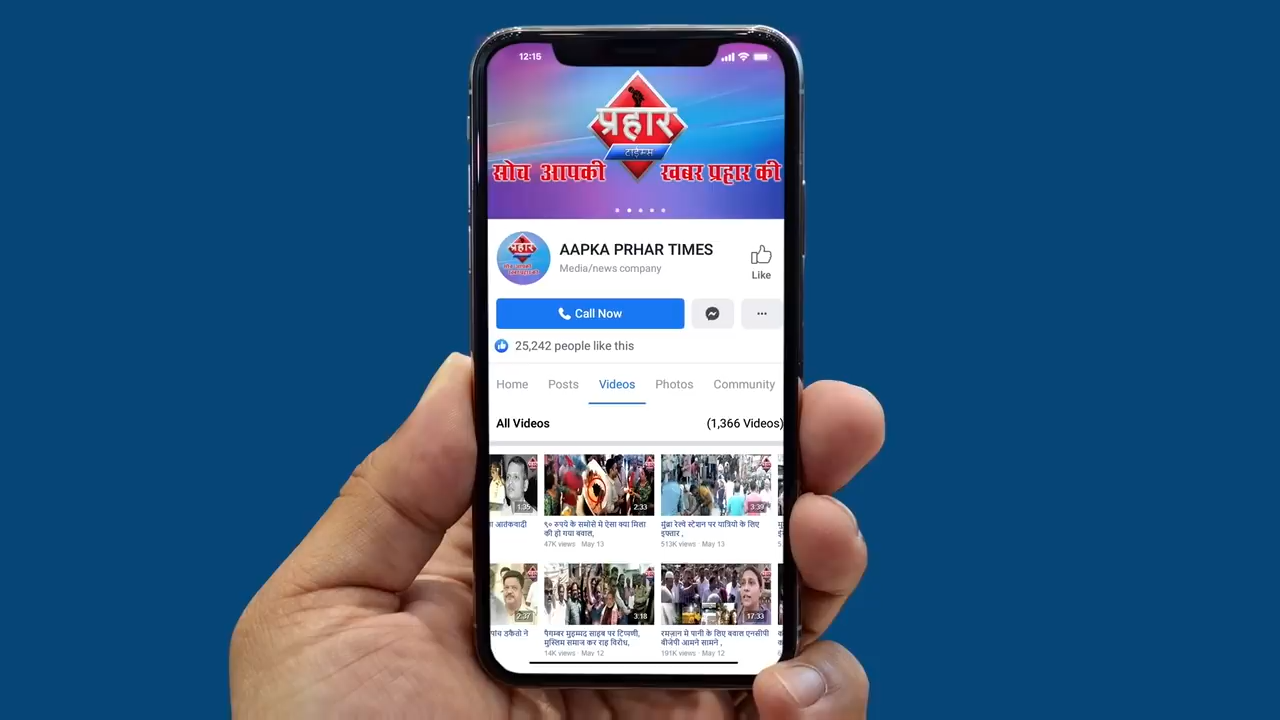 12:15
प्रहार
टाईम्स
सोच आपकी खबर प्रहार की
प्रहार
AAPKA PRHAR TIMES
Media/news company
Like
Call Now
25,242 people like this
Home Posts Videos Photos Community
All Videos (1,366 Videos)
1:35
2:33
3:39
आतंकवादी
९० रुपये के समोसे मे ऐसा क्या मिला
की हो गया बवाल,
47K views · May 13
मुंब्रा रेल्वे स्टेशन पर यात्रियो के लिए
इफ्तार ,
513K views · May 13
2:37
3:18
17:33
पांच डकैतो ने
पैगम्बर मुहम्मद साहब पर टिप्पणी,
मुस्लिम समाज कर राह विरोध,
14K views · May 12
रमज़ान मे पानी के लिए बवाल एनसीपी
बीजेपी आमने सामने ,
191K views · May 12